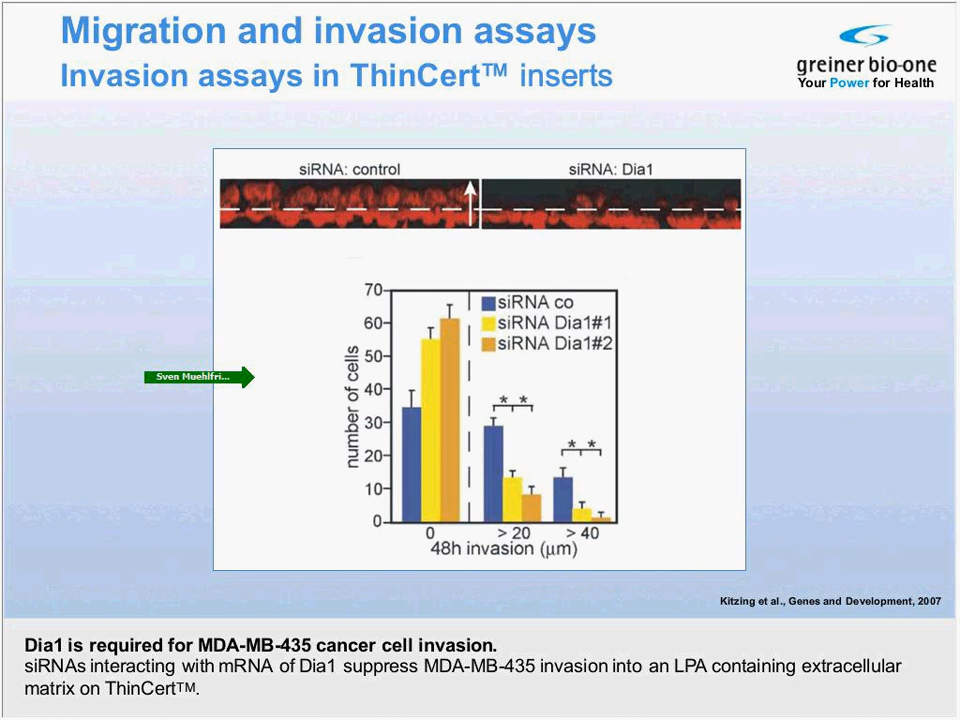 Migration and invasion assays
Invasion assays in ThinCert™ inserts
greiner bio-one
Your Power for Health
siRNA: control
siRNA: Dia1
70
60
50
40
30
20
10
0
number of cells
siRNA co
siRNA Dia1#1
siRNA Dia1#2
* *
* *
0 > 20 > 40
48h invasion (µm)
Sven Muehlfri...
Kitzing et al., Genes and Development, 2007
Dia1 is required for MDA-MB-435 cancer cell invasion.
siRNAs interacting with mRNA of Dia1 suppress MDA-MB-435 invasion into an LPA containing extracellular
matrix on ThinCert™.